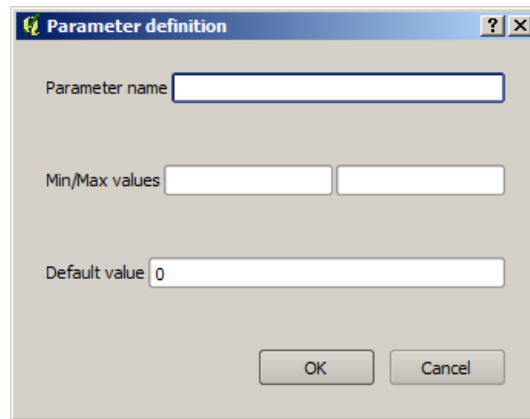 Parameter definition
Parameter name
Min/Max values
Default value 0
OK Cancel